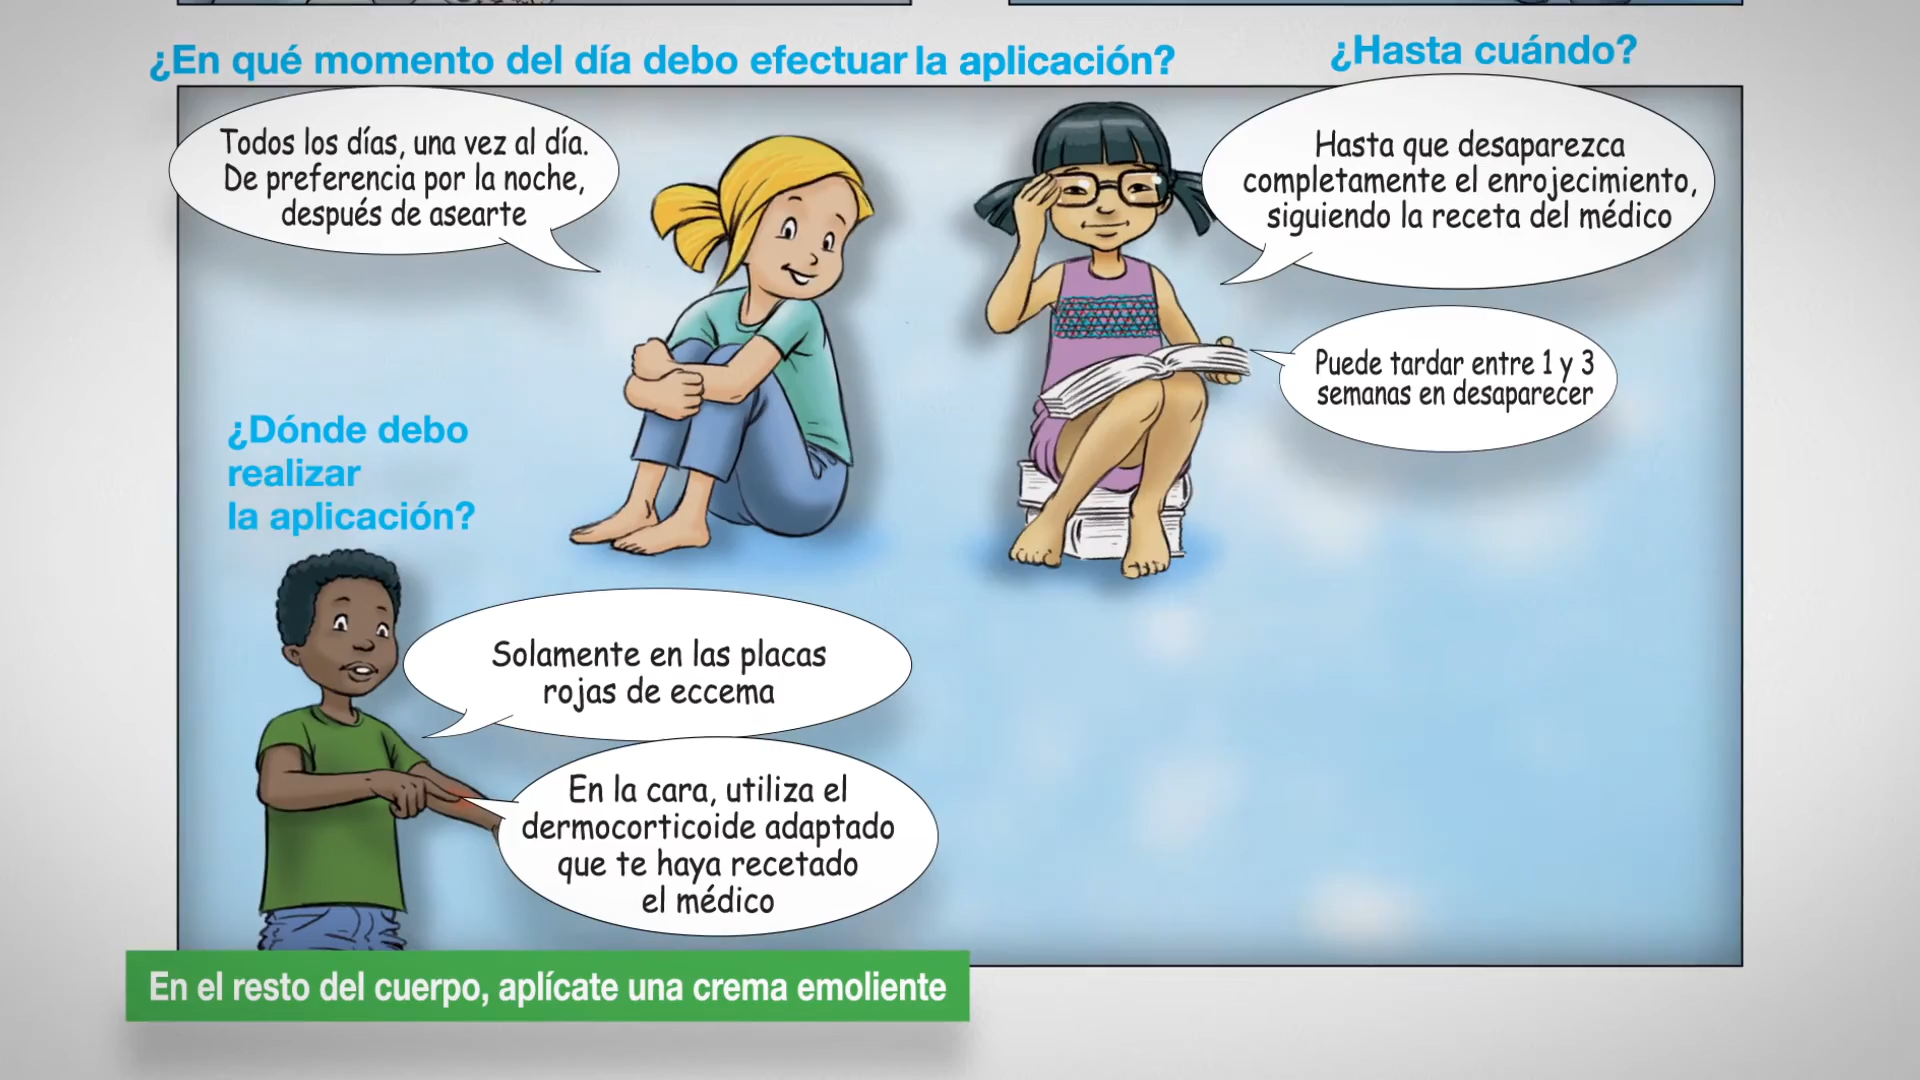 ¿En qué momento del día debo efectuar la aplicación?
¿Hasta cuándo?
Todos los días, una vez al día.
De preferencia por la noche,
después de asearte
Hasta que desaparezca
completamente el enrojecimiento,
siguiendo la receta del médico
Puede tardar entre 1 y 3
semanas en desaparecer
¿Dónde debo
realizar
la aplicación?
Solamente en las placas
rojas de eccema
En la cara, utiliza el
dermocorticoide adaptado
que te haya recetado
el médico
En el resto del cuerpo, aplícate una crema emoliente